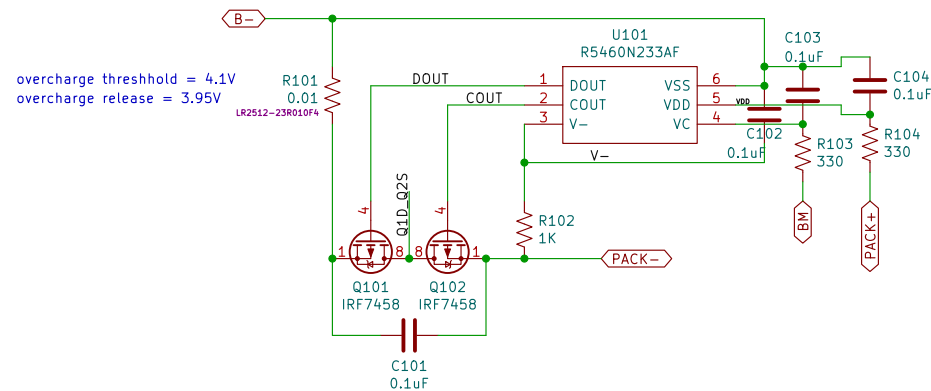 B-
overcharge threshhold = 4.1V
overcharge release = 3.95V
R101
0.01
LR2512-23R010F4
DOUT
COUT
U101
R5460N233AF
1
2
3
DOUT
COUT
V-
VSS
VDD
VC
6
5
4
VDD
C103
0.1uF
C104
0.1uF
C102
0.1uF
R103
330
R104
330
V-
BM
PACK+
4
Q1D_Q2S
4
R102
1K
1
8
8
1
PACK-
Q101
IRF7458
Q102
IRF7458
C101
0.1uF